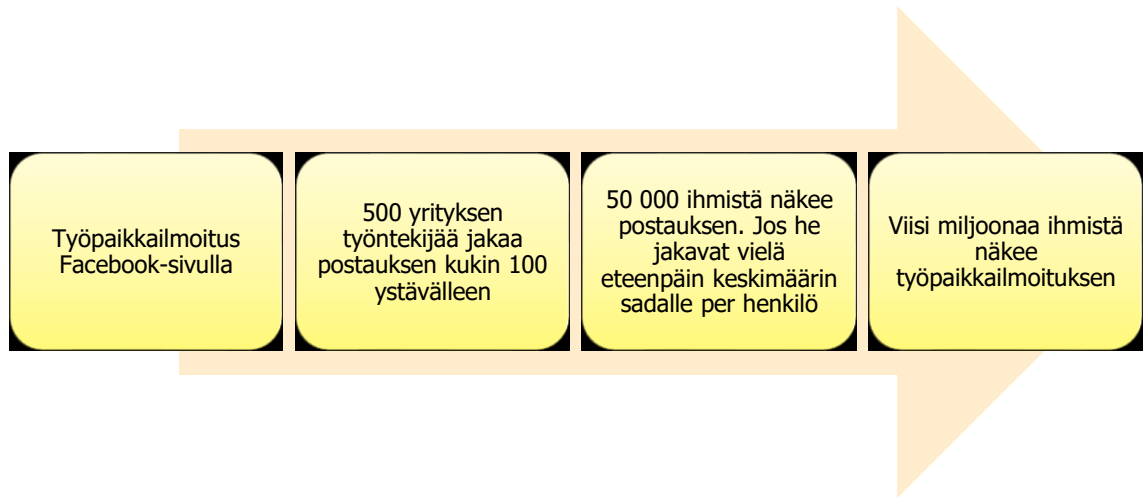 Työpaikkailmoitus
Facebook-sivulla
500 yrityksen
työntekijää jakaa
postauksen kukin 100
ystävälleen
50 000 ihmistä näkee
postauksen. Jos he
jakavat vielä
eteenpäin keskimäärin
sadalle per henkilö
Viisi miljoonaa ihmistä
näkee
työpaikkailmoituksen